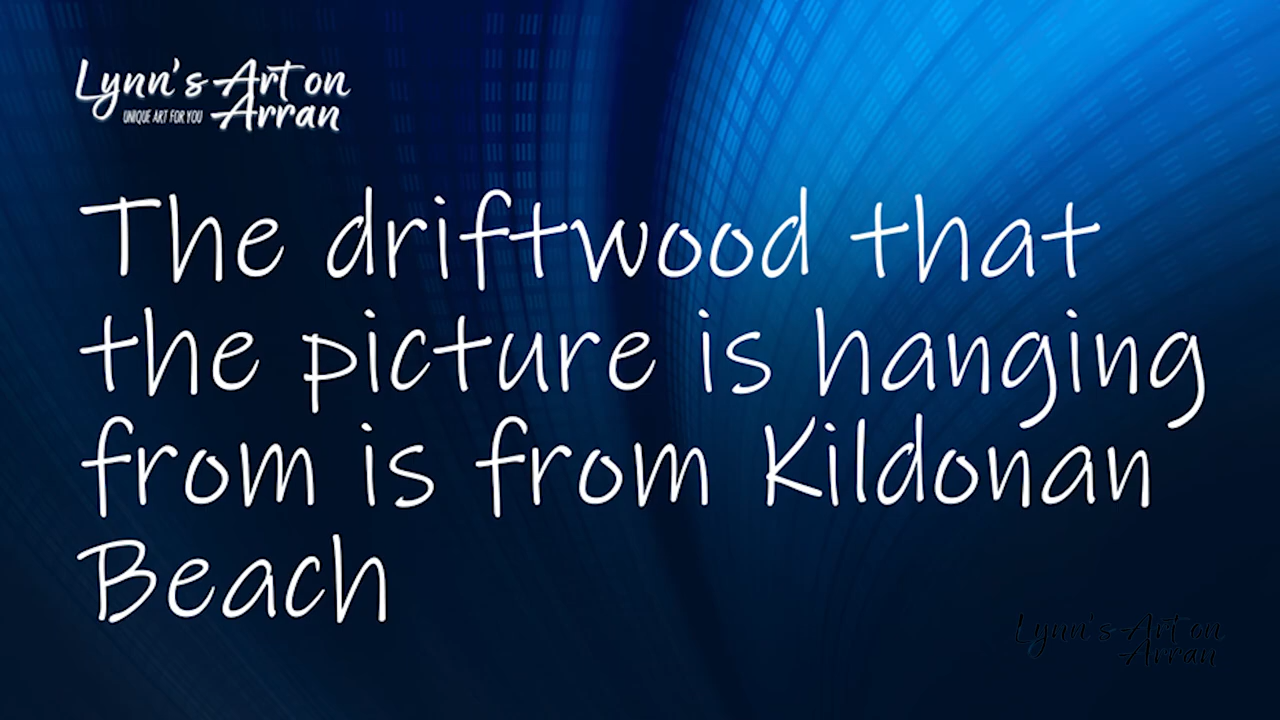 Lynn's Art on
UNIQUE ART FOR YOU Arran
The driftwood that
the picture is hanging
from is from Kildonan
Beach
Lynn's Art on
Arran